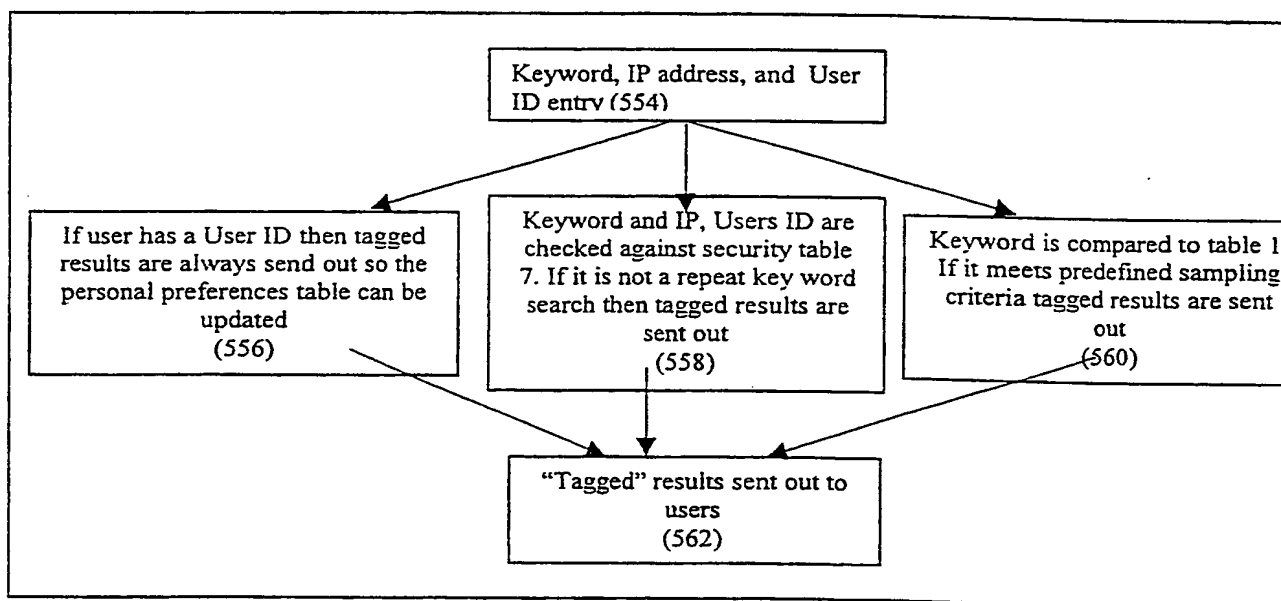 Keyword, IP address, and User
ID entry (554)
If user has a User ID then tagged
results are always send out so the
personal preferences table can be
updated
(556)
Keyword and IP, Users ID are
checked against security table
7. If it is not a repeat key word
search then tagged results are
sent out
(558)
Keyword is compared to table 1
If it meets predefined sampling
criteria tagged results are sent
out
(560)
“Tagged” results sent out to
users
(562)